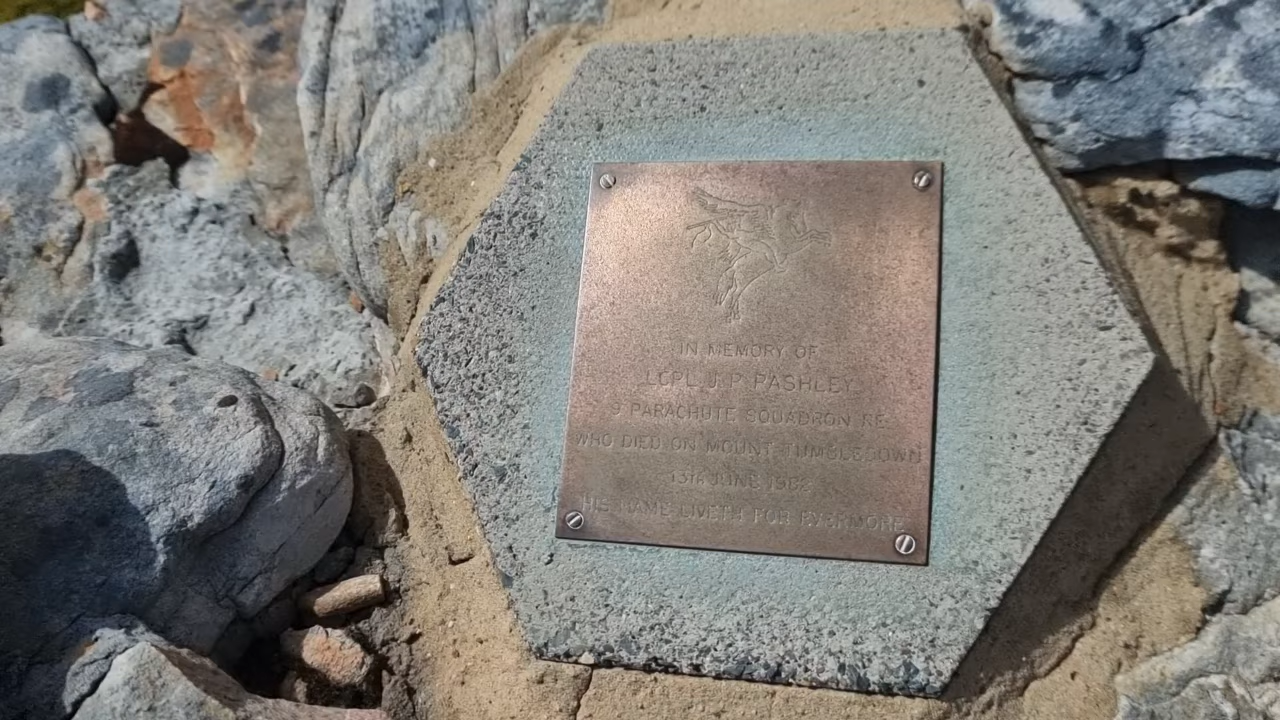 IN MEMORY OF
LCPL J. P. PASHLEY
9 PARACHUTE SQUADRON RE
WHO DIED ON MOUNT TUMBLEDOWN
13TH JUNE 1982
HIS NAME LIVETH FOR EVERMORE